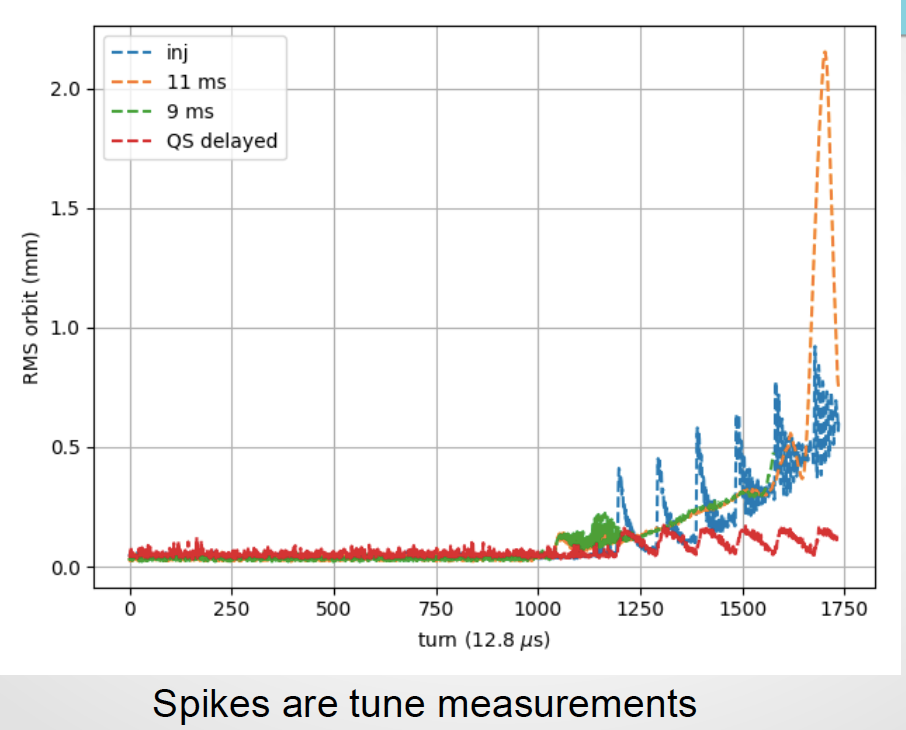 inj
11 ms
9 ms
QS delayed
2.0
1.5
1.0
0.5
0.0
RMS orbit (mm)
0 250 500 750 1000 1250 1500 1750
turn (12.8 μs)
Spikes are tune measurements